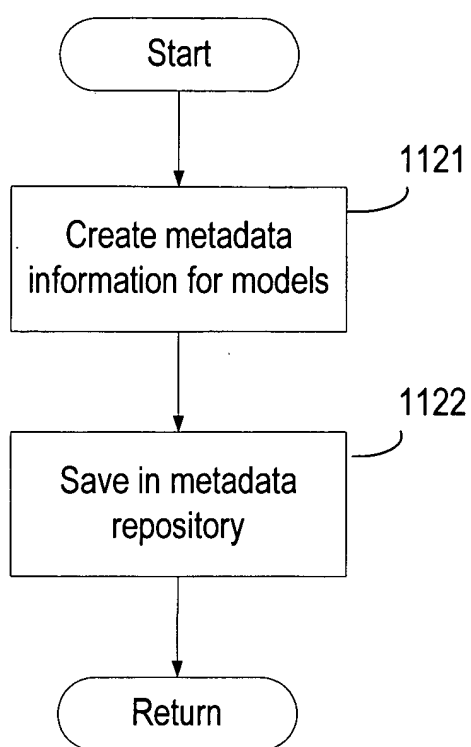 Start
1121
Create metadata
information for models
1122
Save in metadata
repository
Return